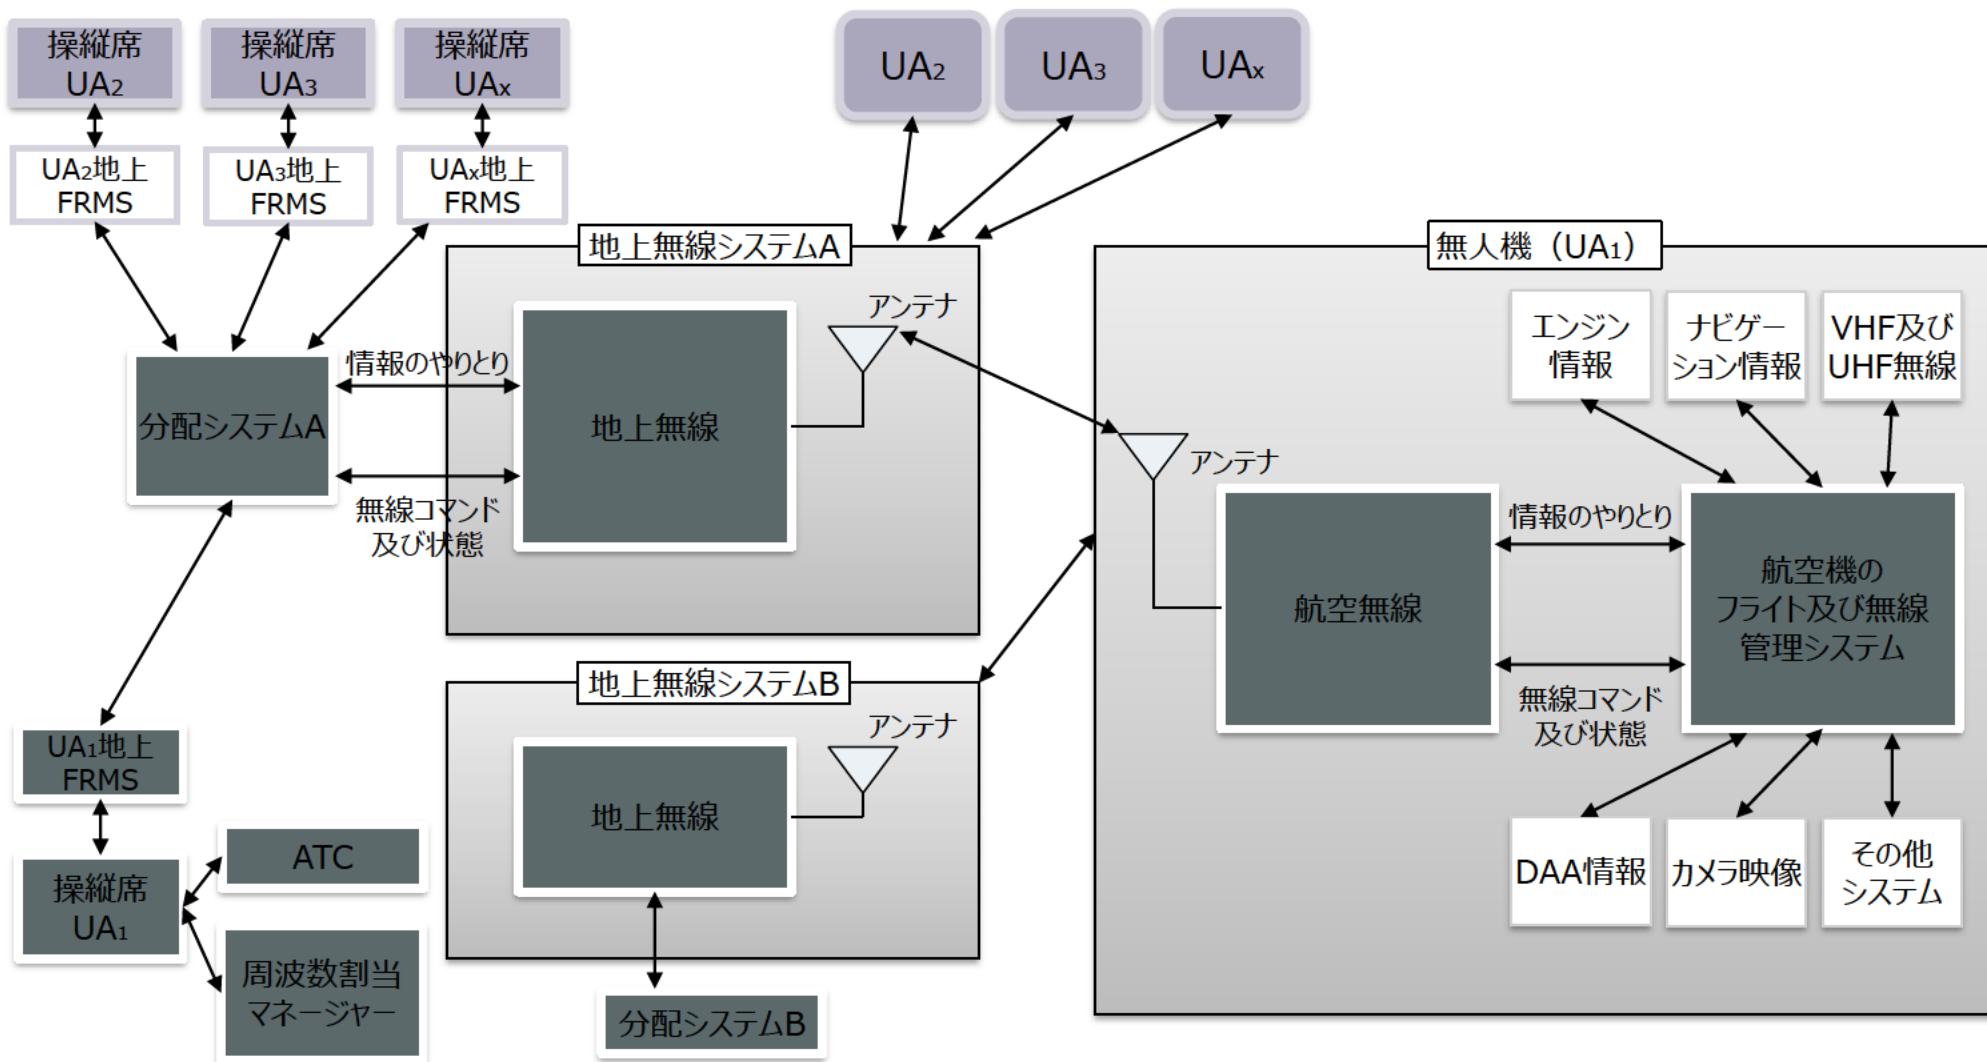 操縦席
UA2
操縦席
UA3
操縦席
UAx
UA2
UA3
UAx
UA2地上
FRMS
UA3地上
FRMS
UAx地上
FRMS
地上無線システムA
無人機（UA1）
アンテナ
エンジン
情報
ナビゲー
ション情報
VHF及び
UHF無線
情報のやりとり
分配システムA
地上無線
アンテナ
無線コマンド
及び状態
情報のやりとり
航空無線
航空機の
フライト及び無線
管理システム
無線コマンド
及び状態
地上無線システムB
アンテナ
地上無線
UA1地上
FRMS
ATC
操縦席
UA1
DAA情報
カメラ映像
その他
システム
周波数割当
マネージャー
分配システムB